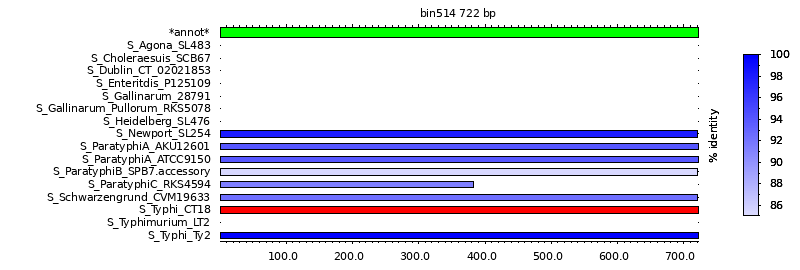 bin514 722 bp
*annot*
S_Agona_SL483
S_Choleraesuis_SCB67
S_Dublin_CT_02021853
S_Enteritdis_P125109
S_Gallinarum_28791
S_Gallinarum_Pullorum_RKS5078
S_Heidelberg_SL476
S_Newport_SL254
S_ParatyphiA_AKU12601
S_ParatyphiA_ATCC9150
S_ParatyphiB_SPB7.accessory
S_ParatyphiC_RKS4594
S_Schwarzengrund_CVM19633
S_Typhi_CT18
S_Typhimurium_LT2
S_Typhi_Ty2
100.0 200.0 300.0 400.0 500.0 600.0 700.0
% identity
100
98
96
94
92
90
88
86